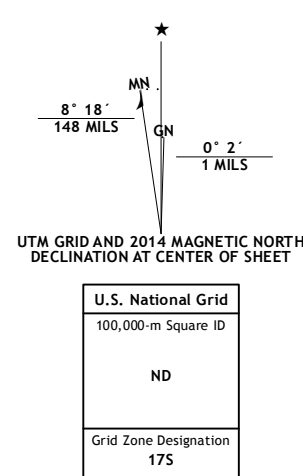 ★
MN
8° 18´
148 MILS
GN
0° 2´
1 MILS
UTM GRID AND 2014 MAGNETIC NORTH
DECLINATION AT CENTER OF SHEET
U.S. National Grid
100,000-m Square ID
ND
Grid Zone Designation
17S